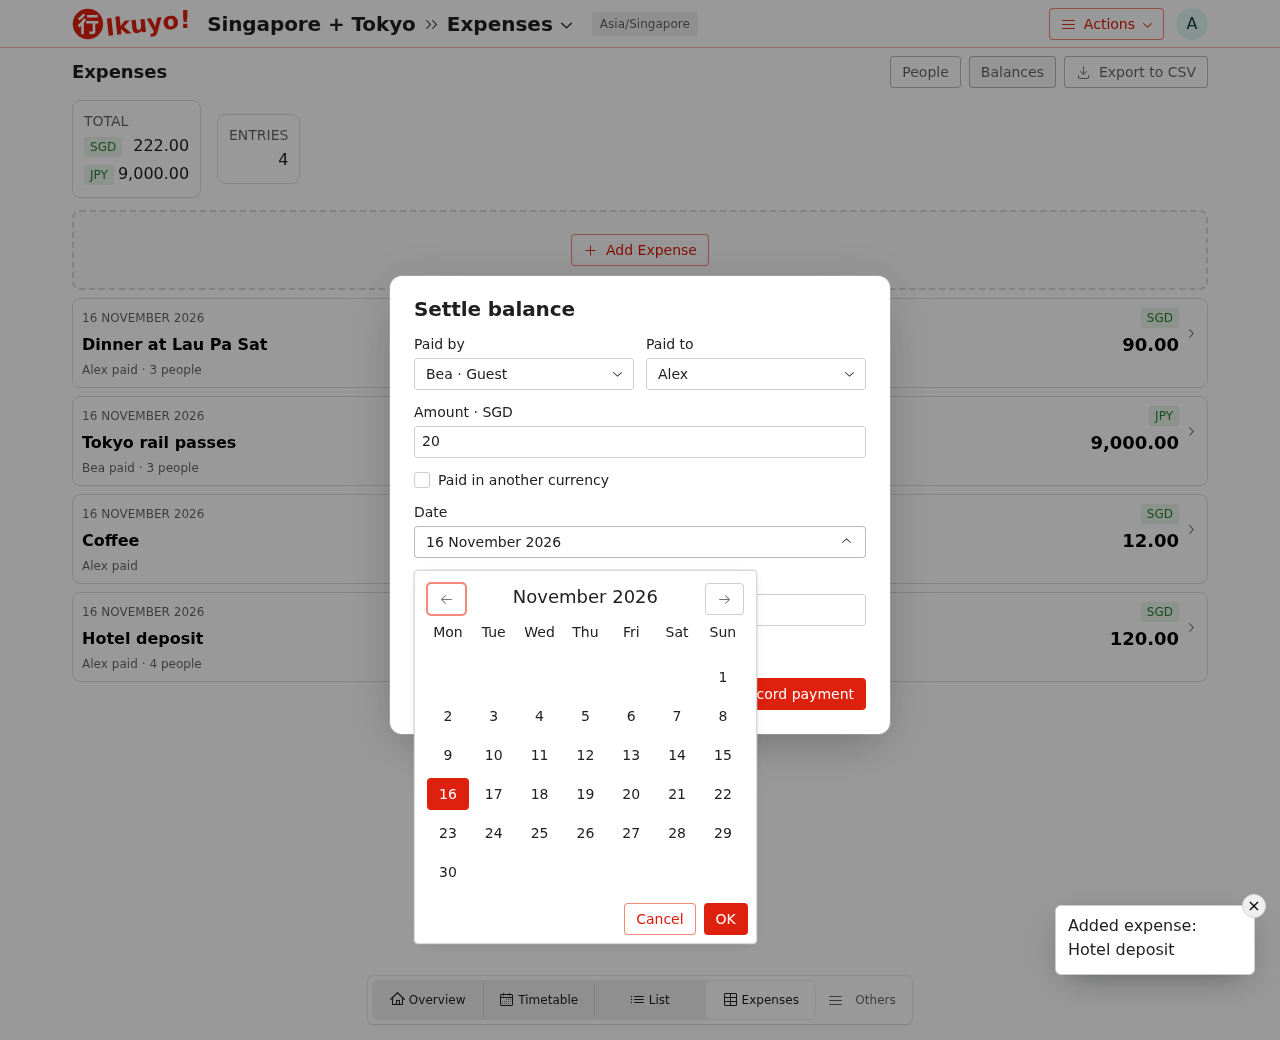 行 Ikuyo!
Singapore + Tokyo
Expenses
Asia/Singapore
Actions
A
Expenses
People
Balances
Export to CSV
TOTAL
SGD 222.00
JPY 9,000.00
ENTRIES
4
Add Expense
16 NOVEMBER 2026
Dinner at Lau Pa Sat
Alex paid · 3 people
SGD
90.00
16 NOVEMBER 2026
Tokyo rail passes
Bea paid · 3 people
JPY
9,000.00
16 NOVEMBER 2026
Coffee
Alex paid
SGD
12.00
16 NOVEMBER 2026
Hotel deposit
Alex paid · 4 people
SGD
120.00
Settle balance
Paid by
Paid to
Bea · Guest
Alex
Amount · SGD
20
Paid in another currency
Date
16 November 2026
November 2026
Mon Tue Wed Thu Fri Sat Sun
1
2 3 4 5 6 7 8
9 10 11 12 13 14 15
16 17 18 19 20 21 22
23 24 25 26 27 28 29
30
Cancel
OK
cord payment
Added expense:
Hotel deposit
Overview
Timetable
List
Expenses
Others